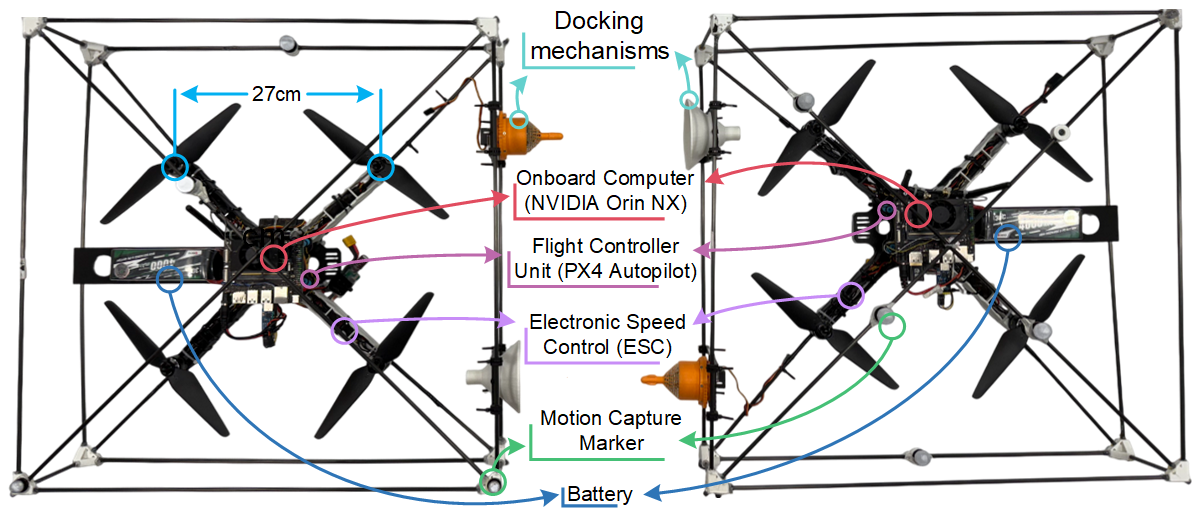 Docking
mechanisms
27cm
Onboard Computer
(NVIDIA Orin NX)
Flight Controller
Unit (PX4 Autopilot)
Electronic Speed
Control (ESC)
Motion Capture
Marker
Battery